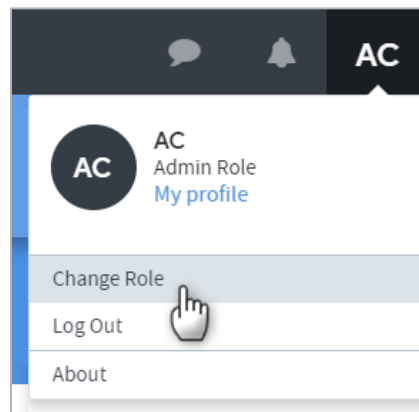 AC
AC
AC
Admin Role
My profile
Change Role
Log Out
About